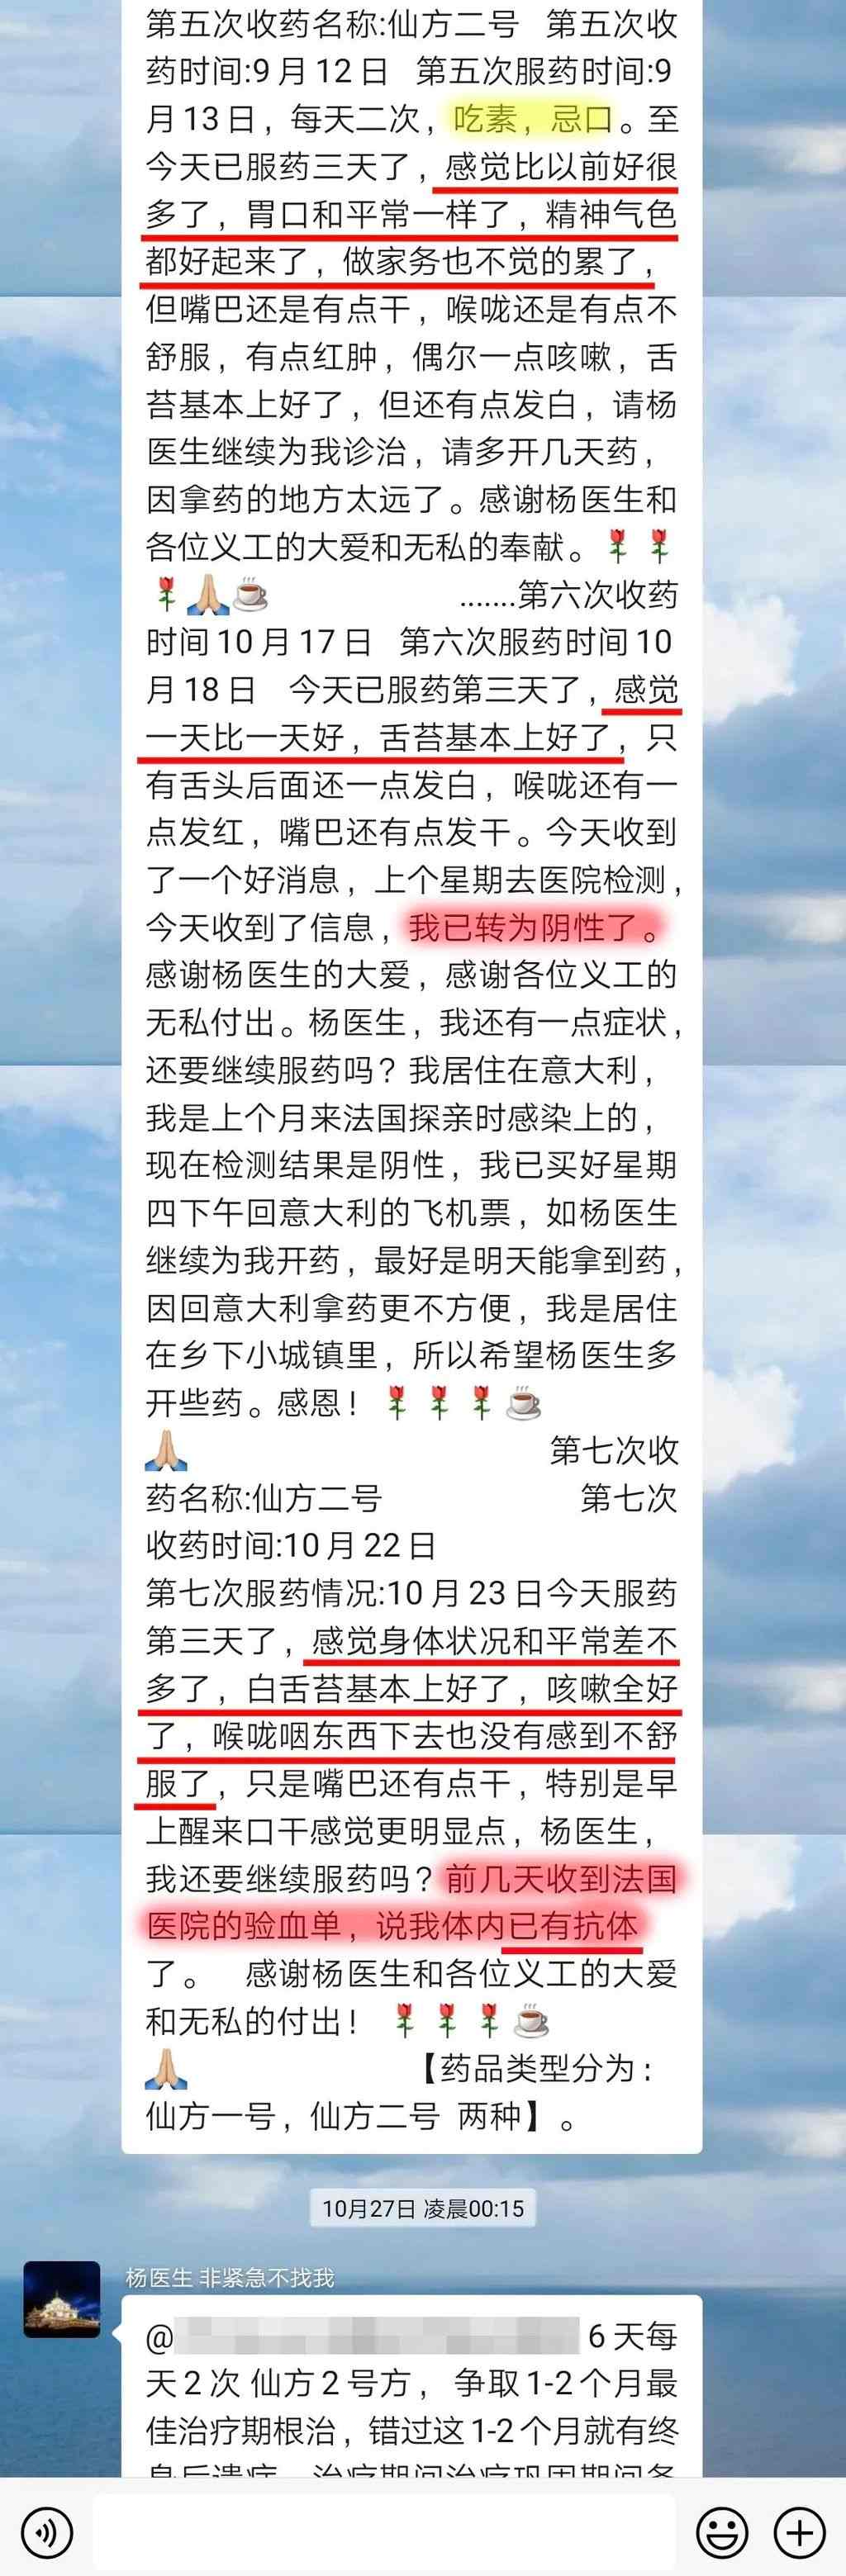 第五次收药名称:仙方二号 第五次收
药时间:9月12日 第五次服药时间:9
月13日，每天二次，吃素，忌口。至
今天已服药三天了，感觉比以前好很
多了，胃口和平常一样了，精神气色
都好起来了，做家务也不觉的累了，
但嘴巴还是有点干，喉咙还是有点不
舒服，有点红肿，偶尔一点咳嗽，舌
苔基本上好了，但还有点发白，请杨
医生继续为我诊治，请多开几天药，
因拿药的地方太远了。感谢杨医生和
各位义工的大爱和无私的奉献。🌹🌹
🌹🙏🏼☕ .......第六次收药
时间10月17日 第六次服药时间10
月18日 今天已服药第三天了，感觉
一天比一天好，舌苔基本上好了，只
有舌头后面还一点发白，喉咙还有一
点发红，嘴巴还有点发干。今天收到
了一个好消息，上个星期去医院检测，
今天收到了信息，我已转为阴性了。
感谢杨医生的大爱，感谢各位义工的
无私付出。杨医生，我还有一点症状，
还要继续服药吗？我居住在意大利，
我是上个月来法国探亲时感染上的，
现在检测结果是阴性，我已买好星期
四下午回意大利的飞机票，如杨医生
继续为我开药，最好是明天能拿到药，
因回意大利拿药更不方便，我是居住
在乡下小城镇里，所以希望杨医生多
开些药。感恩！🌹🌹🌹☕
🙏🏼 第七次收
药名称:仙方二号 第七次
收药时间:10月22日
第七次服药情况:10月23日今天服药
第三天了，感觉身体状况和平常差不
多了，白舌苔基本上好了，咳嗽全好
了，喉咙咽东西下去也没有感到不舒
服了，只是嘴巴还有点干，特别是早
上醒来口干感觉更明显点，杨医生，
我还要继续服药吗？前几天收到法国
医院的验血单，说我体内已有抗体
了。 感谢杨医生和各位义工的大爱
和无私的付出！🌹🌹🌹☕
🙏🏼 【药品类型分为：
仙方一号，仙方二号 两种】。
10月27日 凌晨00:15
杨医生 非紧急不找我
@ 6天每
天2次 仙方2号方， 争取1-2个月最
佳治疗期根治，错过这1-2个月就有终